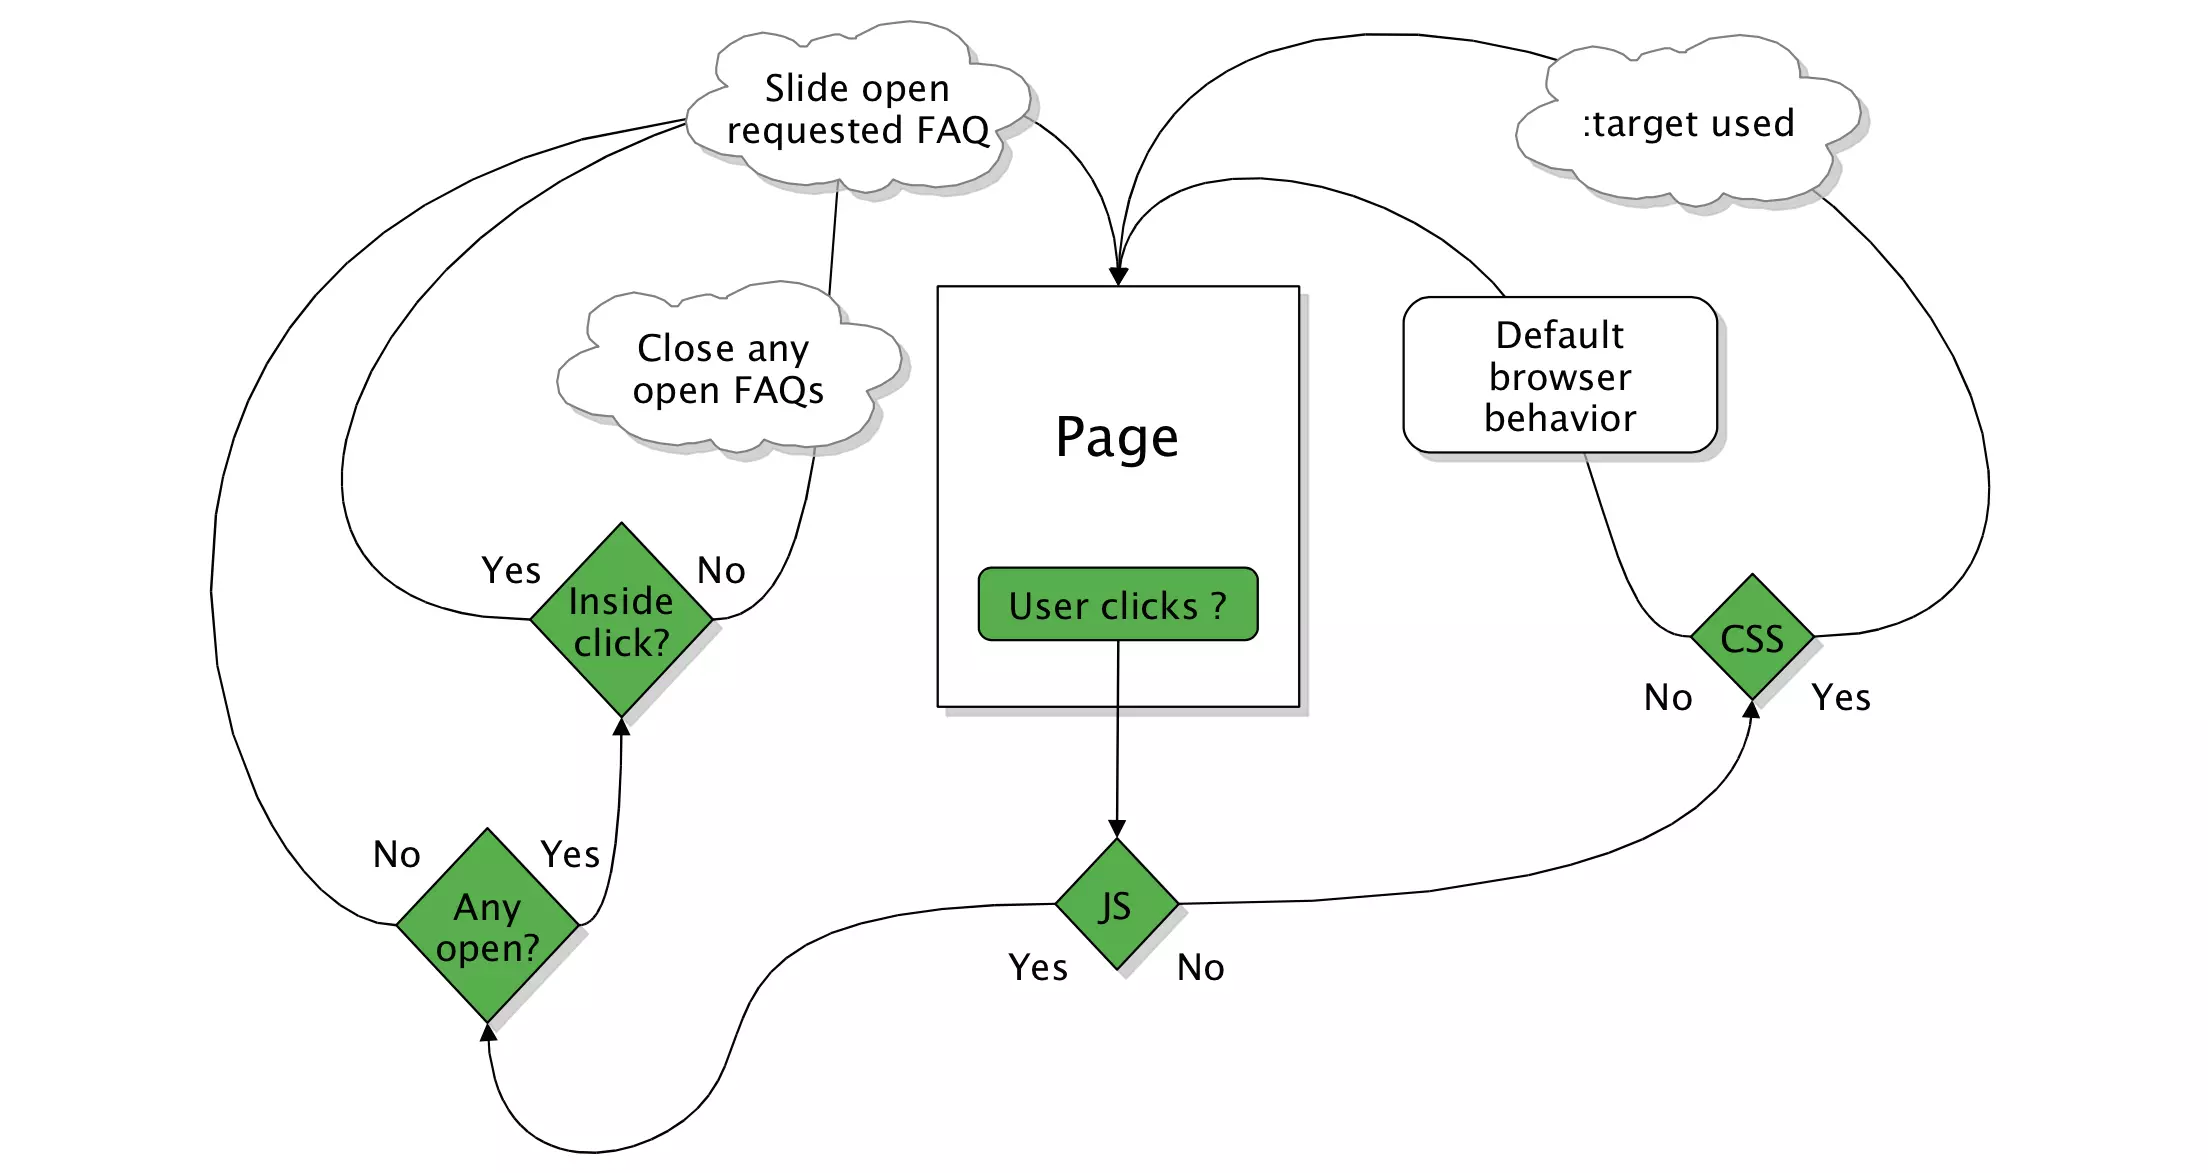 Slide open
requested FAQ
:target used
Close any
open FAQs
Default
browser
behavior
Page
User clicks ?
Yes
No
Inside
click?
CSS
No
Yes
No
Yes
Any
open?
JS
Yes
No